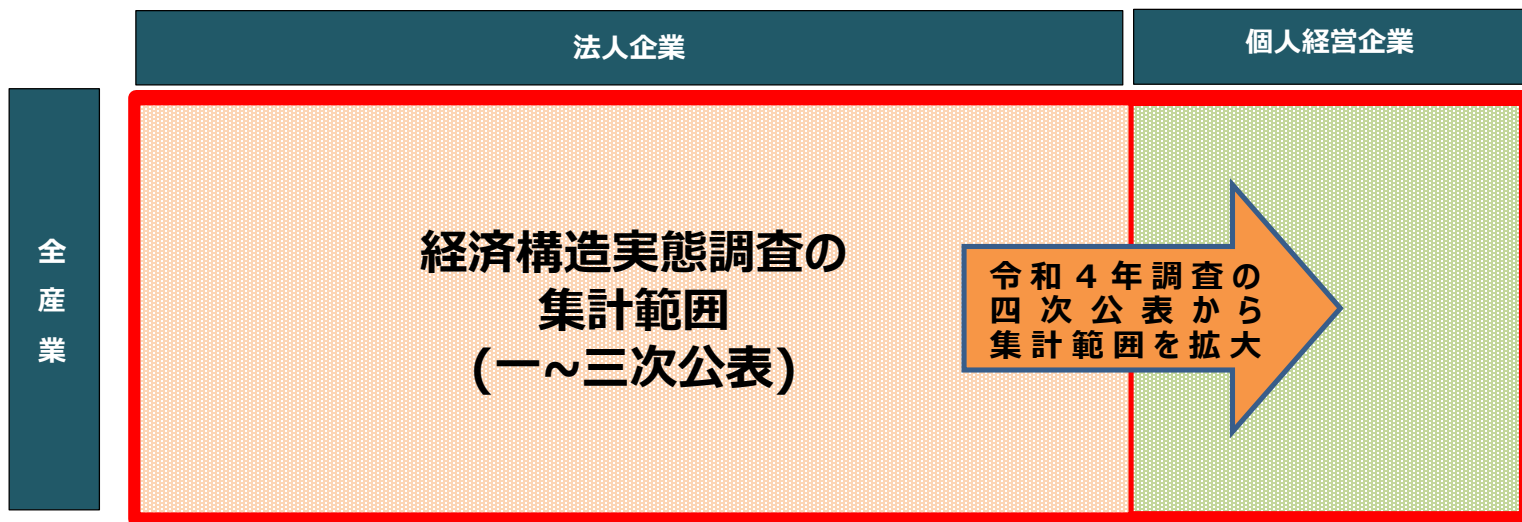 法人企業
個人経営企業
全産業
経済構造実態調査の
集計範囲
(一~三次公表)
令和4年調査の
四次公表から
集計範囲を拡大